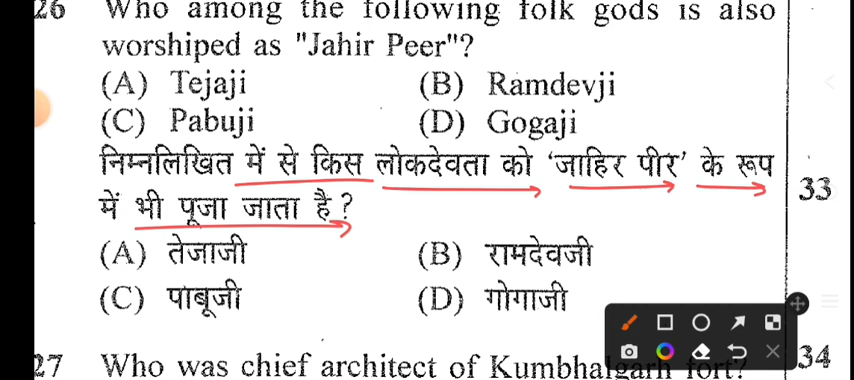 26 Who among the following folk gods is also
worshiped as "Jahir Peer"?
(A) Tejaji (B) Ramdevji
(C) Pabuji (D) Gogaji
निम्नलिखित में से किस लोकदेवता को ‘जाहिर पीर’ के रूप
में भी पूजा जाता है?
(A) तेजाजी (B) रामदेवजी
(C) पाबूजी (D) गोगाजी
27 Who was chief architect of Kumbhalgarh fort?
33
34